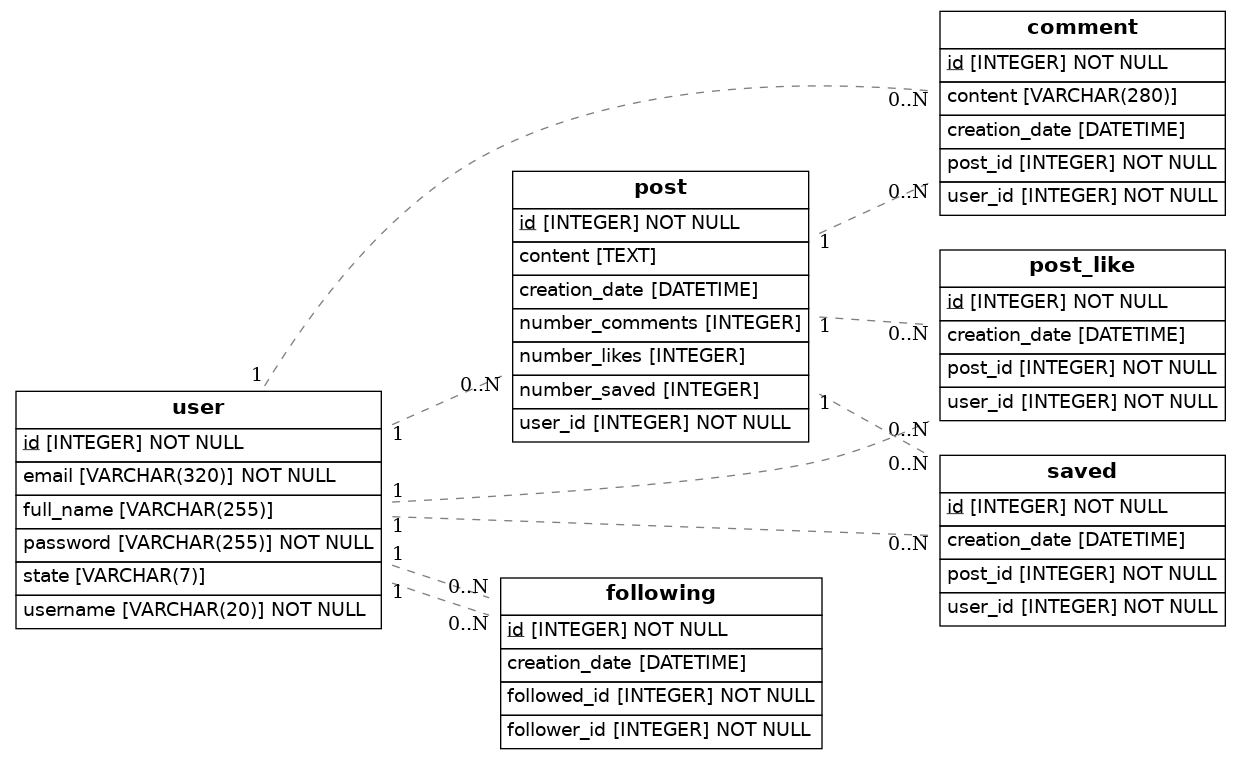 comment
id [INTEGER] NOT NULL
content [VARCHAR(280)]
creation_date [DATETIME]
post_id [INTEGER] NOT NULL
user_id [INTEGER] NOT NULL
0..N
0..N
post
id [INTEGER] NOT NULL
content [TEXT]
creation_date [DATETIME]
number_comments [INTEGER]
number_likes [INTEGER]
number_saved [INTEGER]
user_id [INTEGER] NOT NULL
1
1
1
0..N
post_like
id [INTEGER] NOT NULL
creation_date [DATETIME]
post_id [INTEGER] NOT NULL
user_id [INTEGER] NOT NULL
0..N
0..N
user
id [INTEGER] NOT NULL
email [VARCHAR(320)] NOT NULL
full_name [VARCHAR(255)]
password [VARCHAR(255)] NOT NULL
state [VARCHAR(7)]
username [VARCHAR(20)] NOT NULL
1
1
1
1
1
1
saved
id [INTEGER] NOT NULL
creation_date [DATETIME]
post_id [INTEGER] NOT NULL
user_id [INTEGER] NOT NULL
0..N
0..N
following
id [INTEGER] NOT NULL
creation_date [DATETIME]
followed_id [INTEGER] NOT NULL
follower_id [INTEGER] NOT NULL
0..N
0..N